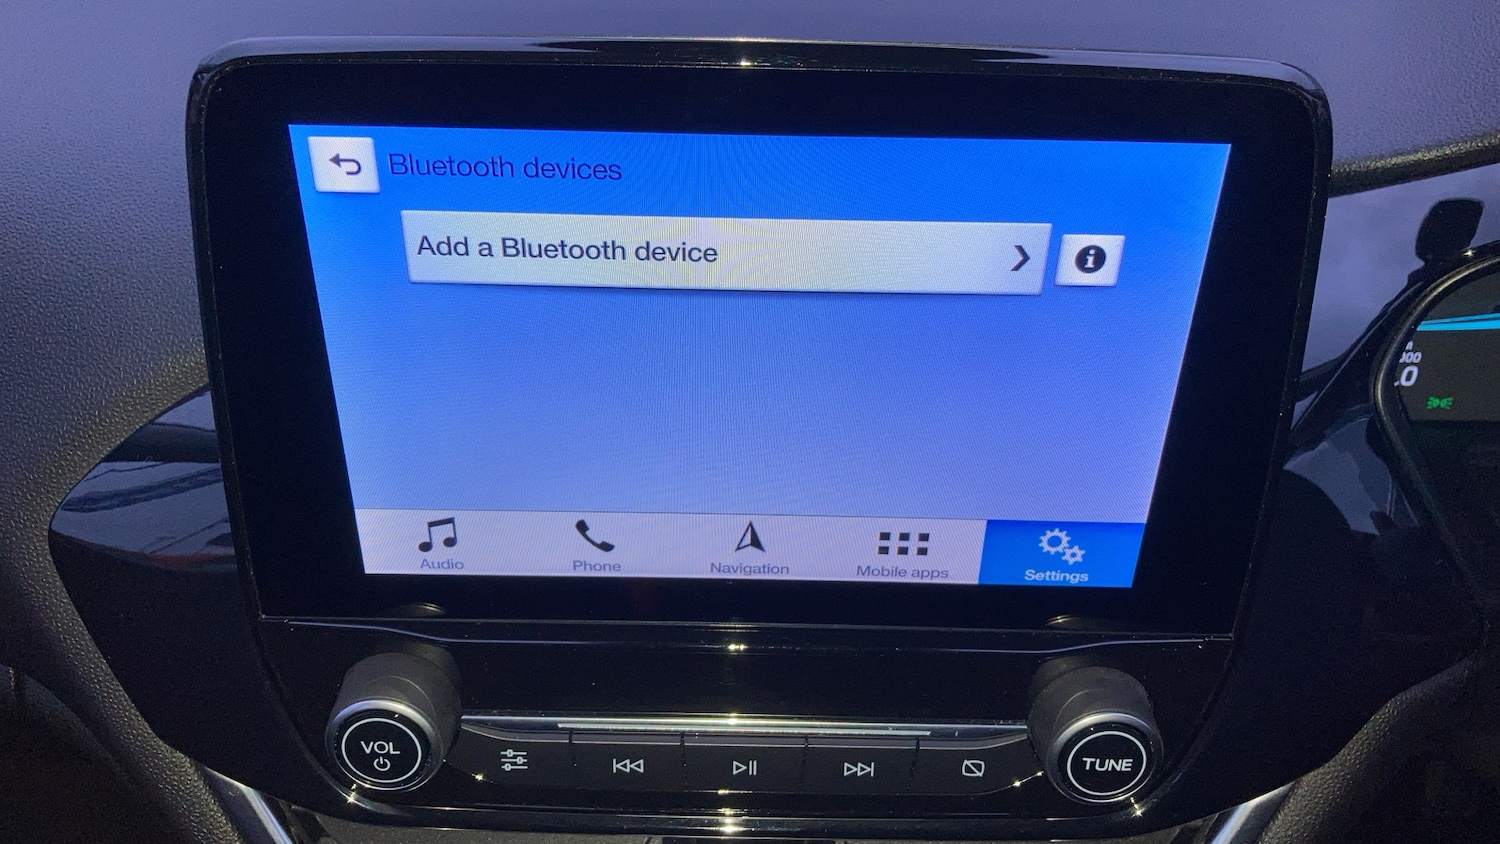 Bluetooth devices
Add a Bluetooth device
Audio
Phone
Navigation
Mobile apps
Settings
VOL
TUNE